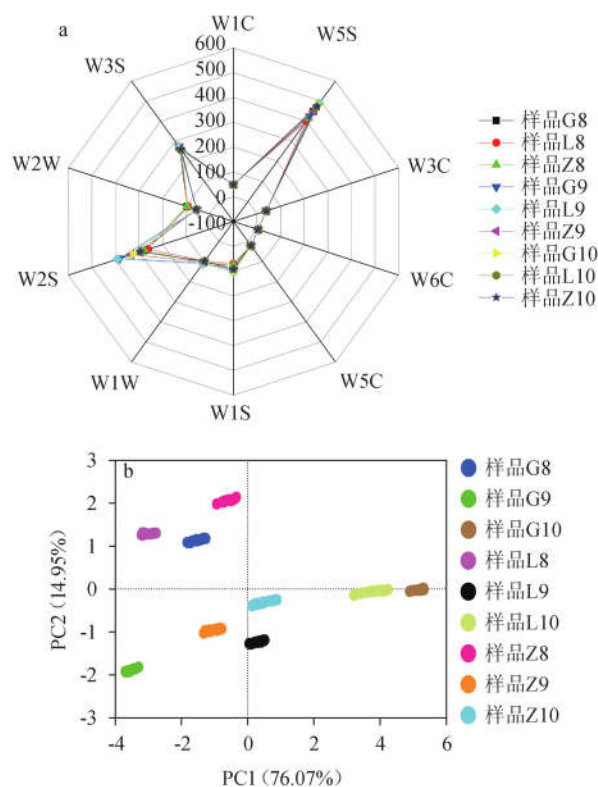 a
W1C
W5S
W3C
W6C
W5C
W1S
W1W
W2S
W2W
W3S
600
500
400
300
200
100
0
-100
样品G8
样品L8
样品Z8
样品G9
样品L9
样品Z9
样品G10
样品L10
样品Z10
b
3
2
1
0
-1
-2
-3
PC2(14.95%)
-4
-2
0
2
4
6
PC1(76.07%)
样品G8
样品G9
样品G10
样品L8
样品L9
样品L10
样品Z8
样品Z9
样品Z10